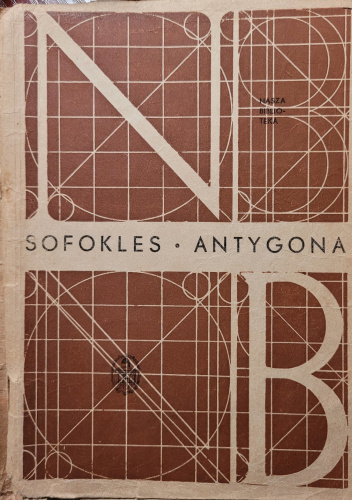 N
NASZA
BIBLIO-
TEKA
SOFOKLES · ANTYGONA
B